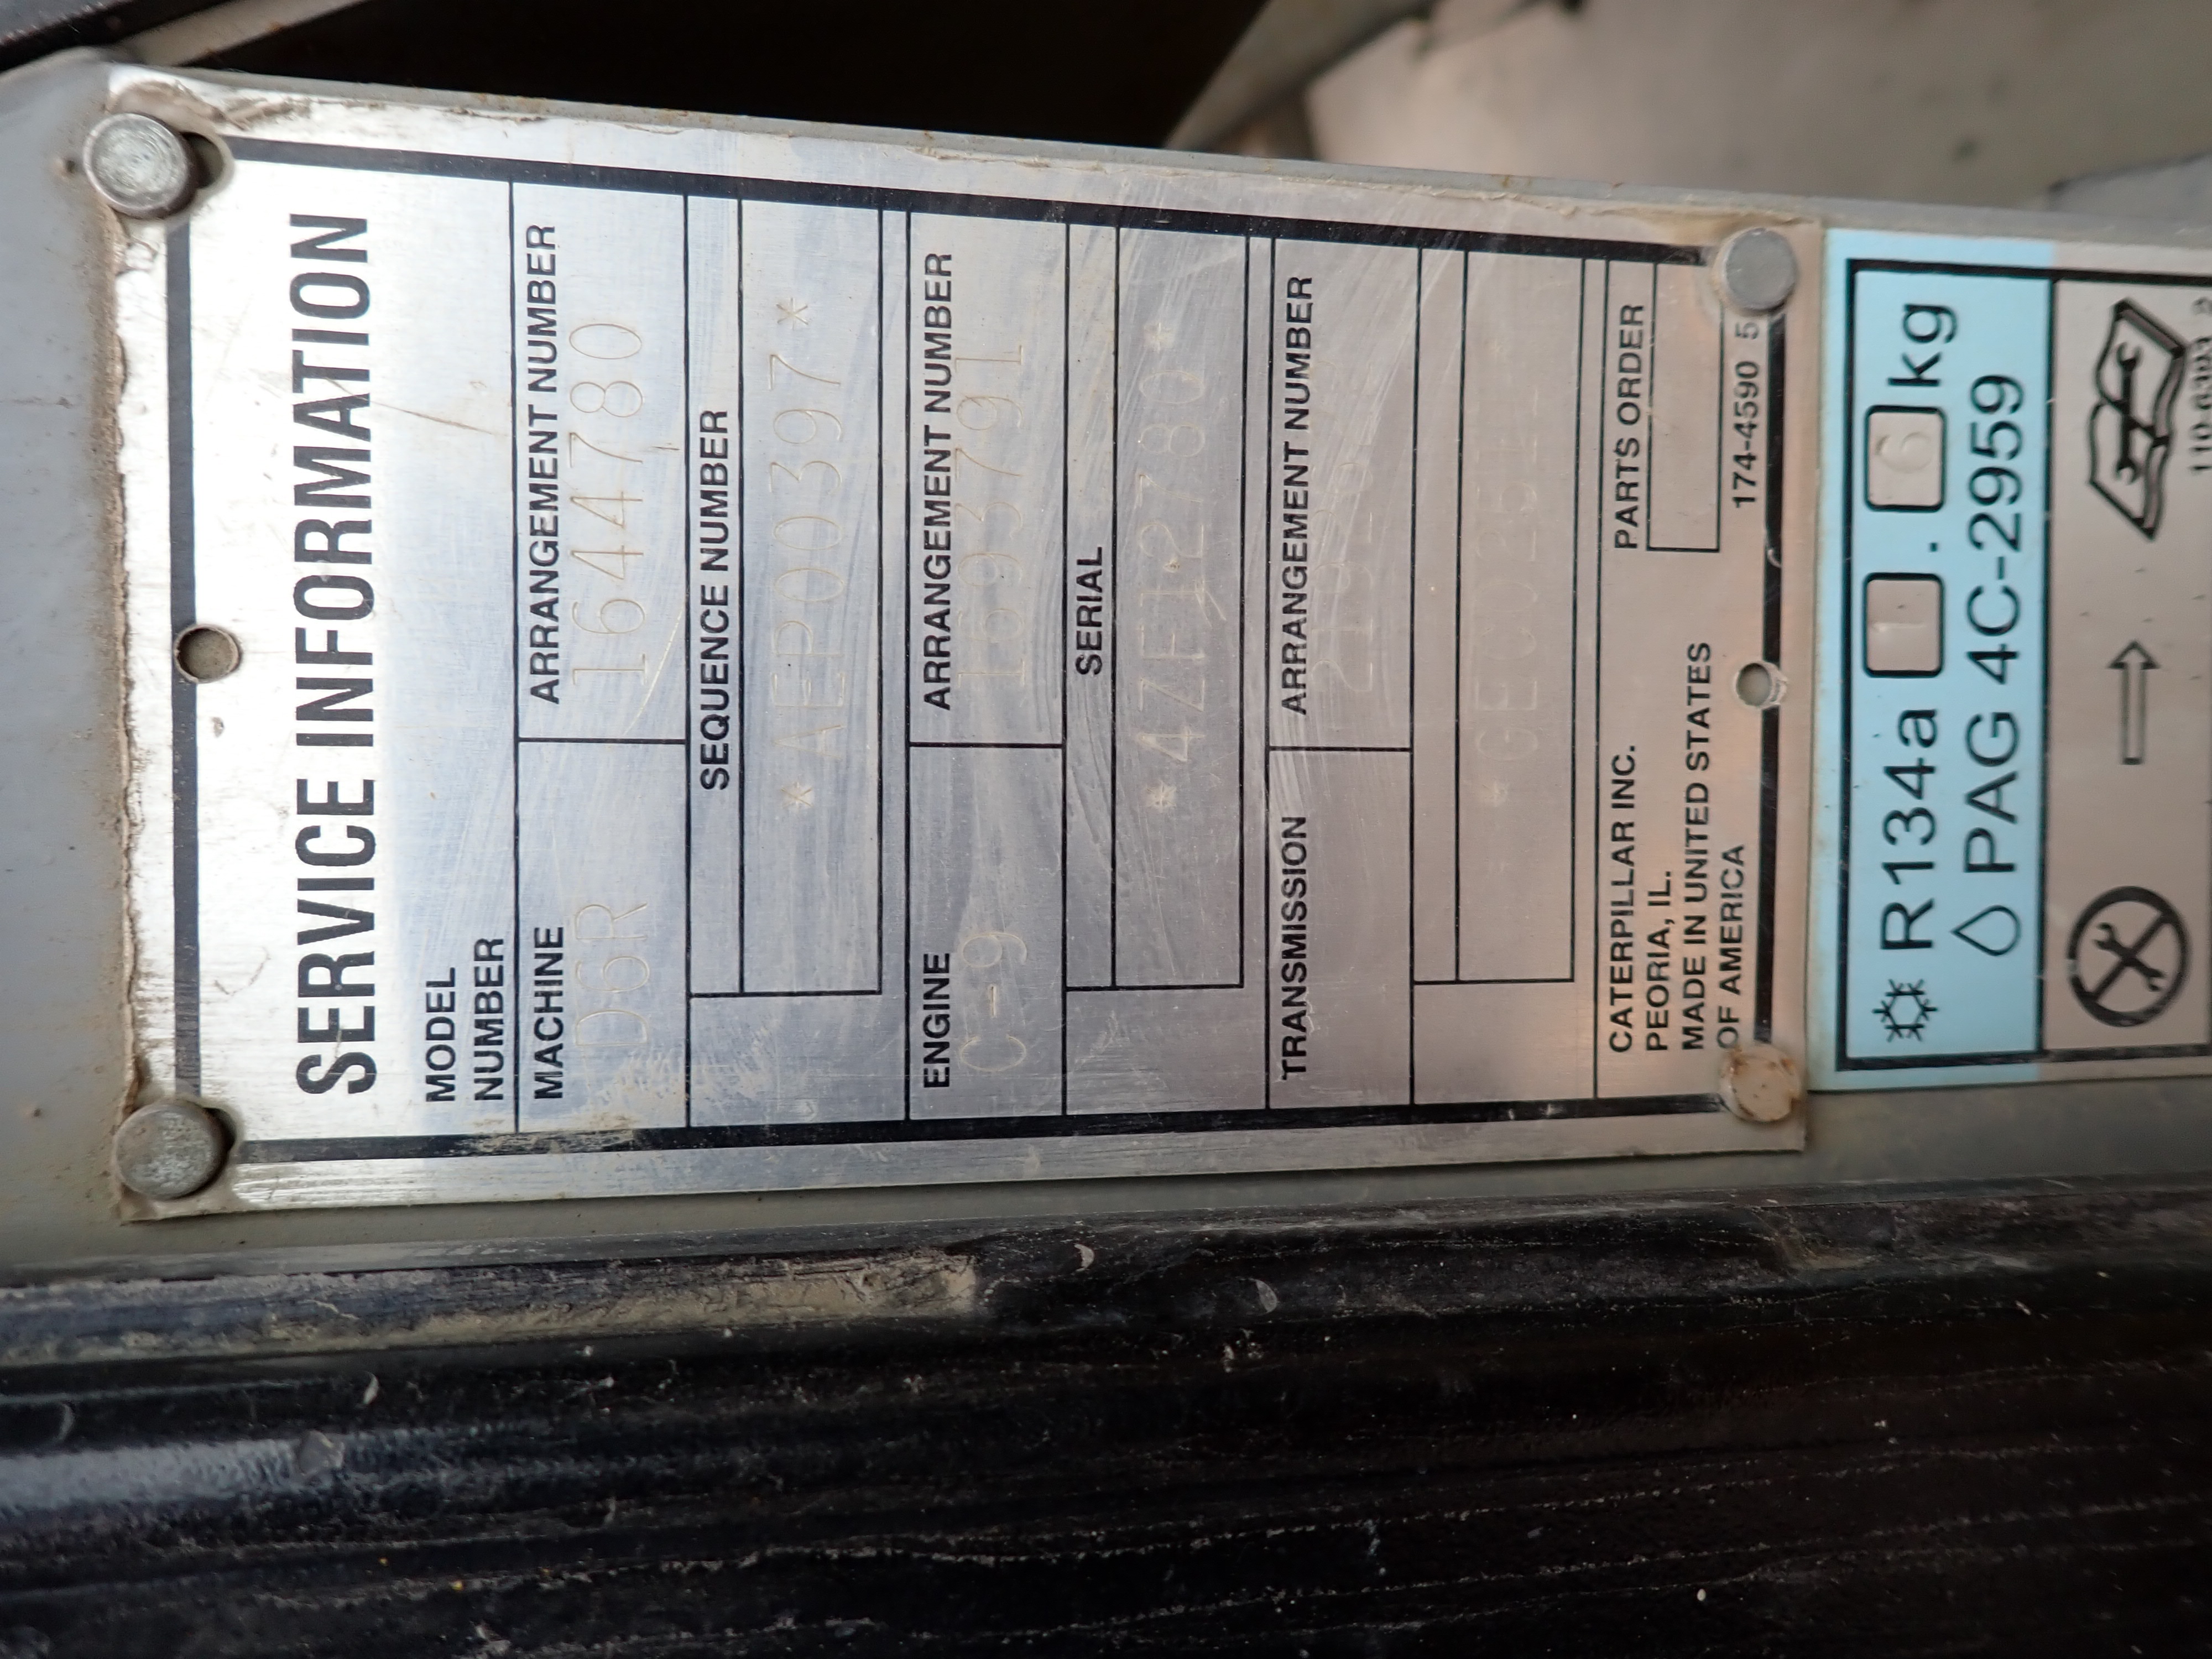 SERVICE INFORMATION
MODEL
NUMBER
MACHINE ARRANGEMENT NUMBER
D6R 1644780
SEQUENCE NUMBER
*AEP00397*
ENGINE ARRANGEMENT NUMBER
C-9 1693791
SERIAL
*4ZF12780*
TRANSMISSION ARRANGEMENT NUMBER
CATERPILLAR INC. PARTS ORDER
PEORIA, IL.
MADE IN UNITED STATES
OF AMERICA 174-4590 5
R134a 1.6 kg
PAG 4C-2959